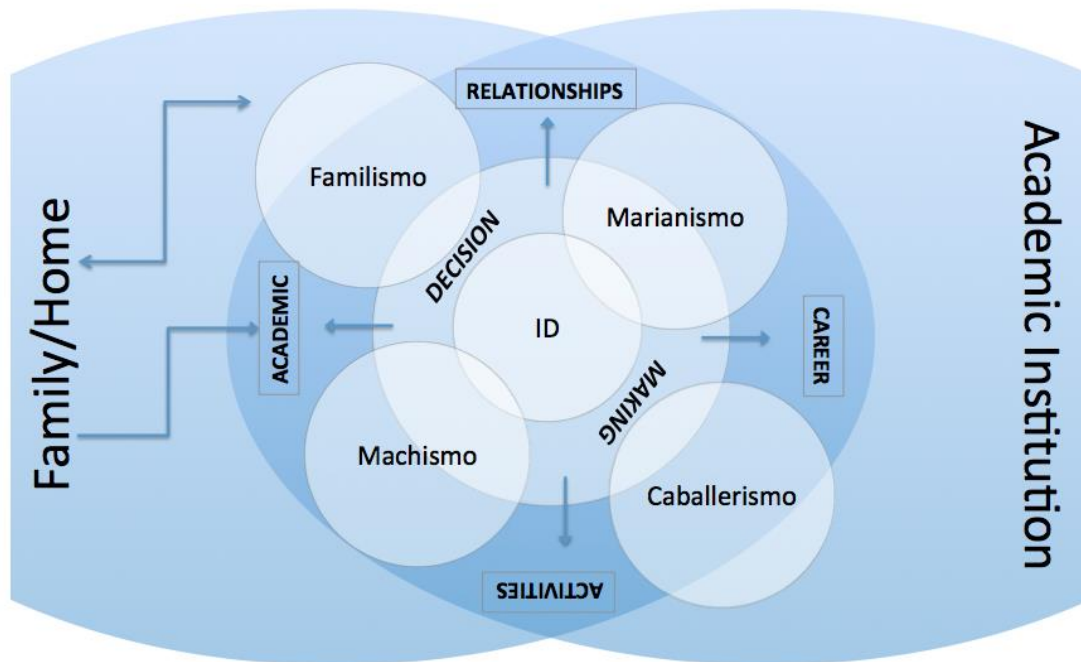 RELATIONSHIPS
Familismo
Marianismo
DECISION
Family/Home
ACADEMIC
ID
CAREER
Academic Institution
MAKING
Machismo
Caballerismo
ACTIVITIES